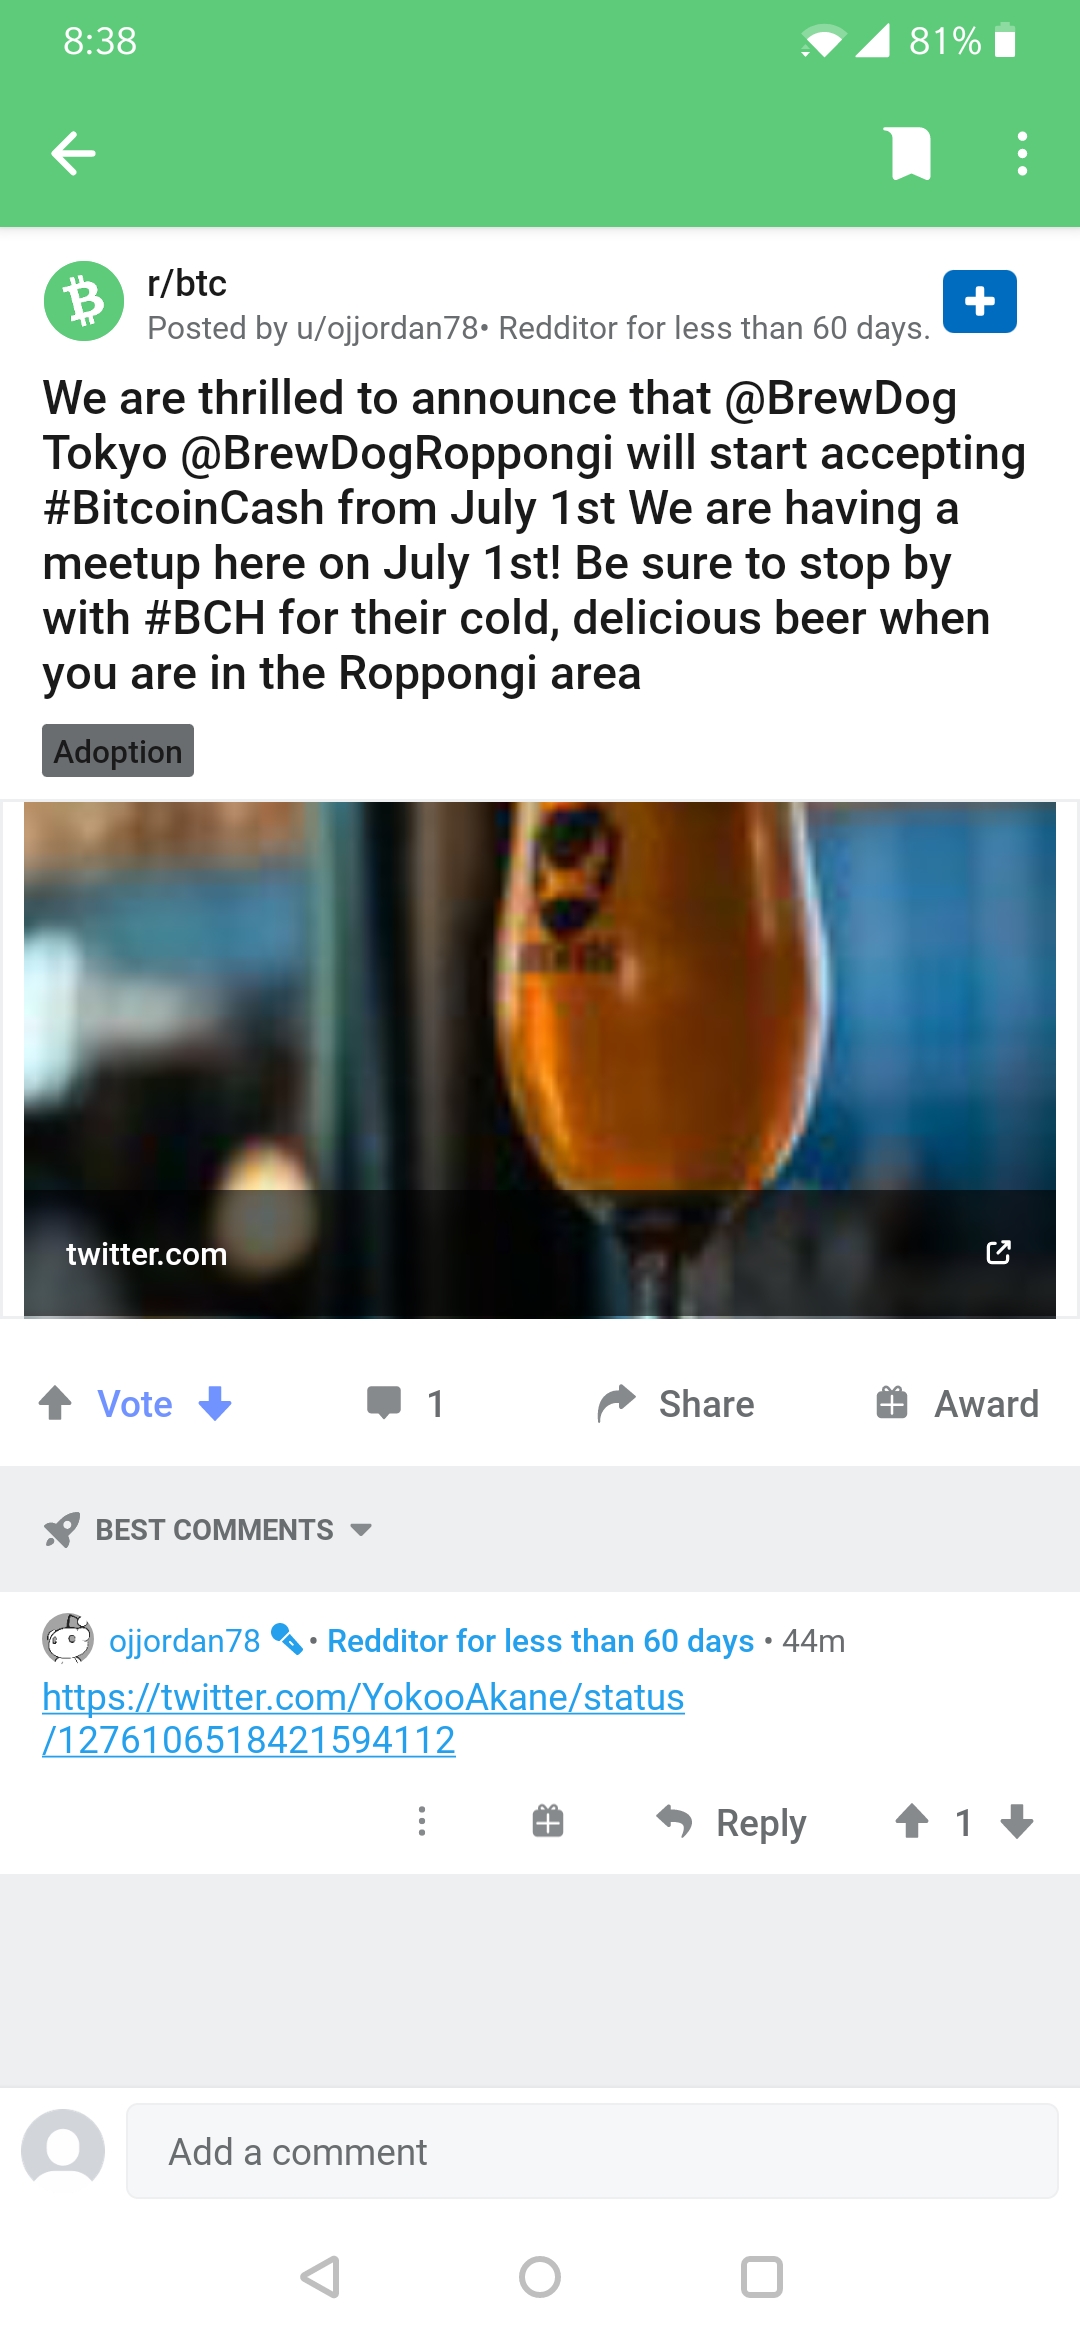 8:38
81%
r/btc
Posted by u/ojjordan78• Redditor for less than 60 days.
We are thrilled to announce that @BrewDog
Tokyo @BrewDogRoppongi will start accepting
#BitcoinCash from July 1st We are having a
meetup here on July 1st! Be sure to stop by
with #BCH for their cold, delicious beer when
you are in the Roppongi area
Adoption
twitter.com
Vote
1
Share
Award
BEST COMMENTS
ojjordan78 • Redditor for less than 60 days • 44m
https://twitter.com/YokooAkane/status
/1276106518421594112
Reply
1
Add a comment